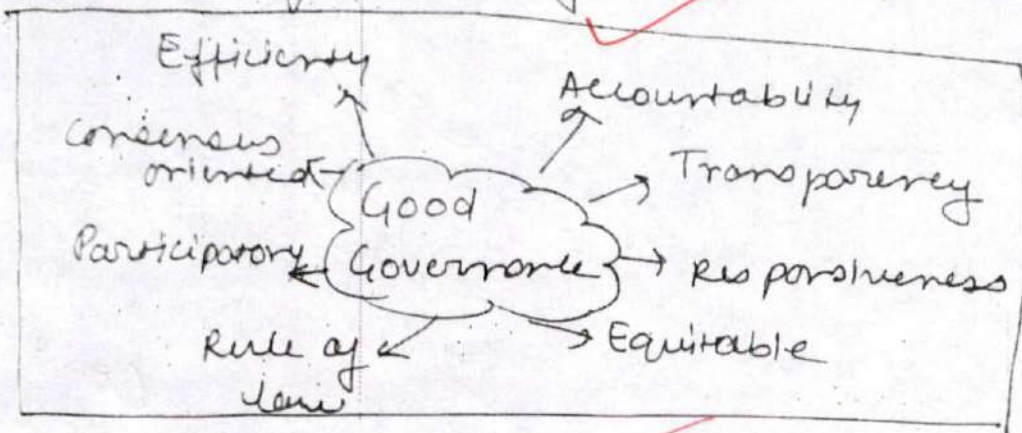 Efficiency
Accountability
Consensus
oriented
Transparency
Good
Participatory
Governance
Responsiveness
Rule of
law
Equitable